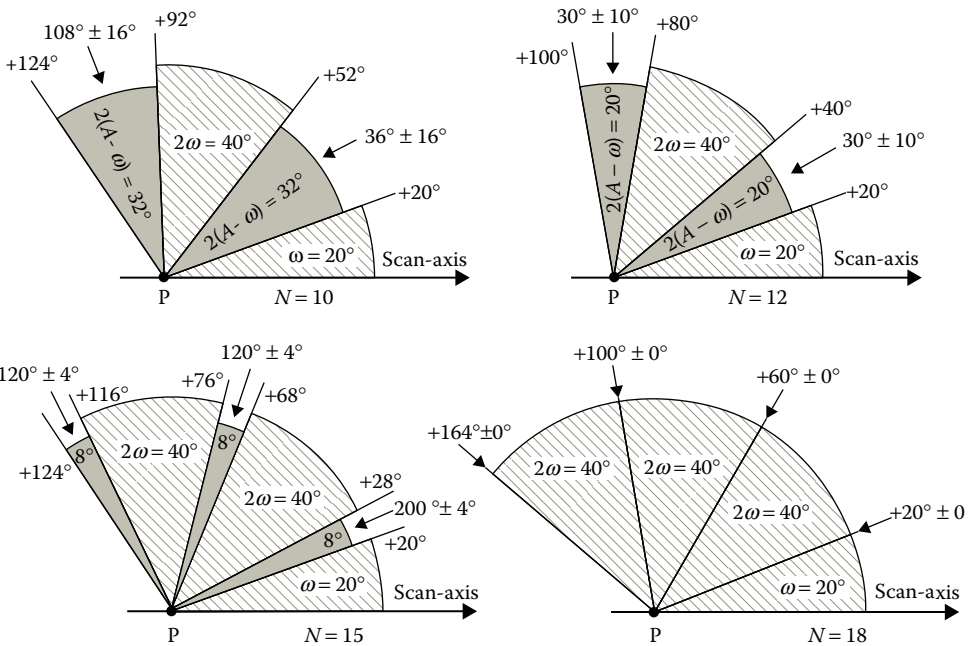 +92°
108° ± 16°
+124°
+52°
36° ± 16°
2(A - ω) = 32°
2ω = 40°
2(A - ω) = 32°
+20°
ω = 20°
Scan-axis
P
N = 10
30° ± 10°
+80°
+100°
+40°
30° ± 10°
2(A − ω) = 20°
2ω = 40°
2(A − ω) = 20°
+20°
ω = 20°
Scan-axis
P
N = 12
120° ± 4°
120° ± 4°
+76°
+116°
+68°
+124°
8°
2ω = 40°
8°
2ω = 40°
+28°
200 °± 4°
8°
+20°
ω = 20°
Scan-axis
P
N = 15
+100° ± 0°
+60° ± 0°
+164°±0°
2ω = 40°
2ω = 40°
2ω = 40°
+20° ± 0
ω = 20°
Scan-axis
P
N = 18